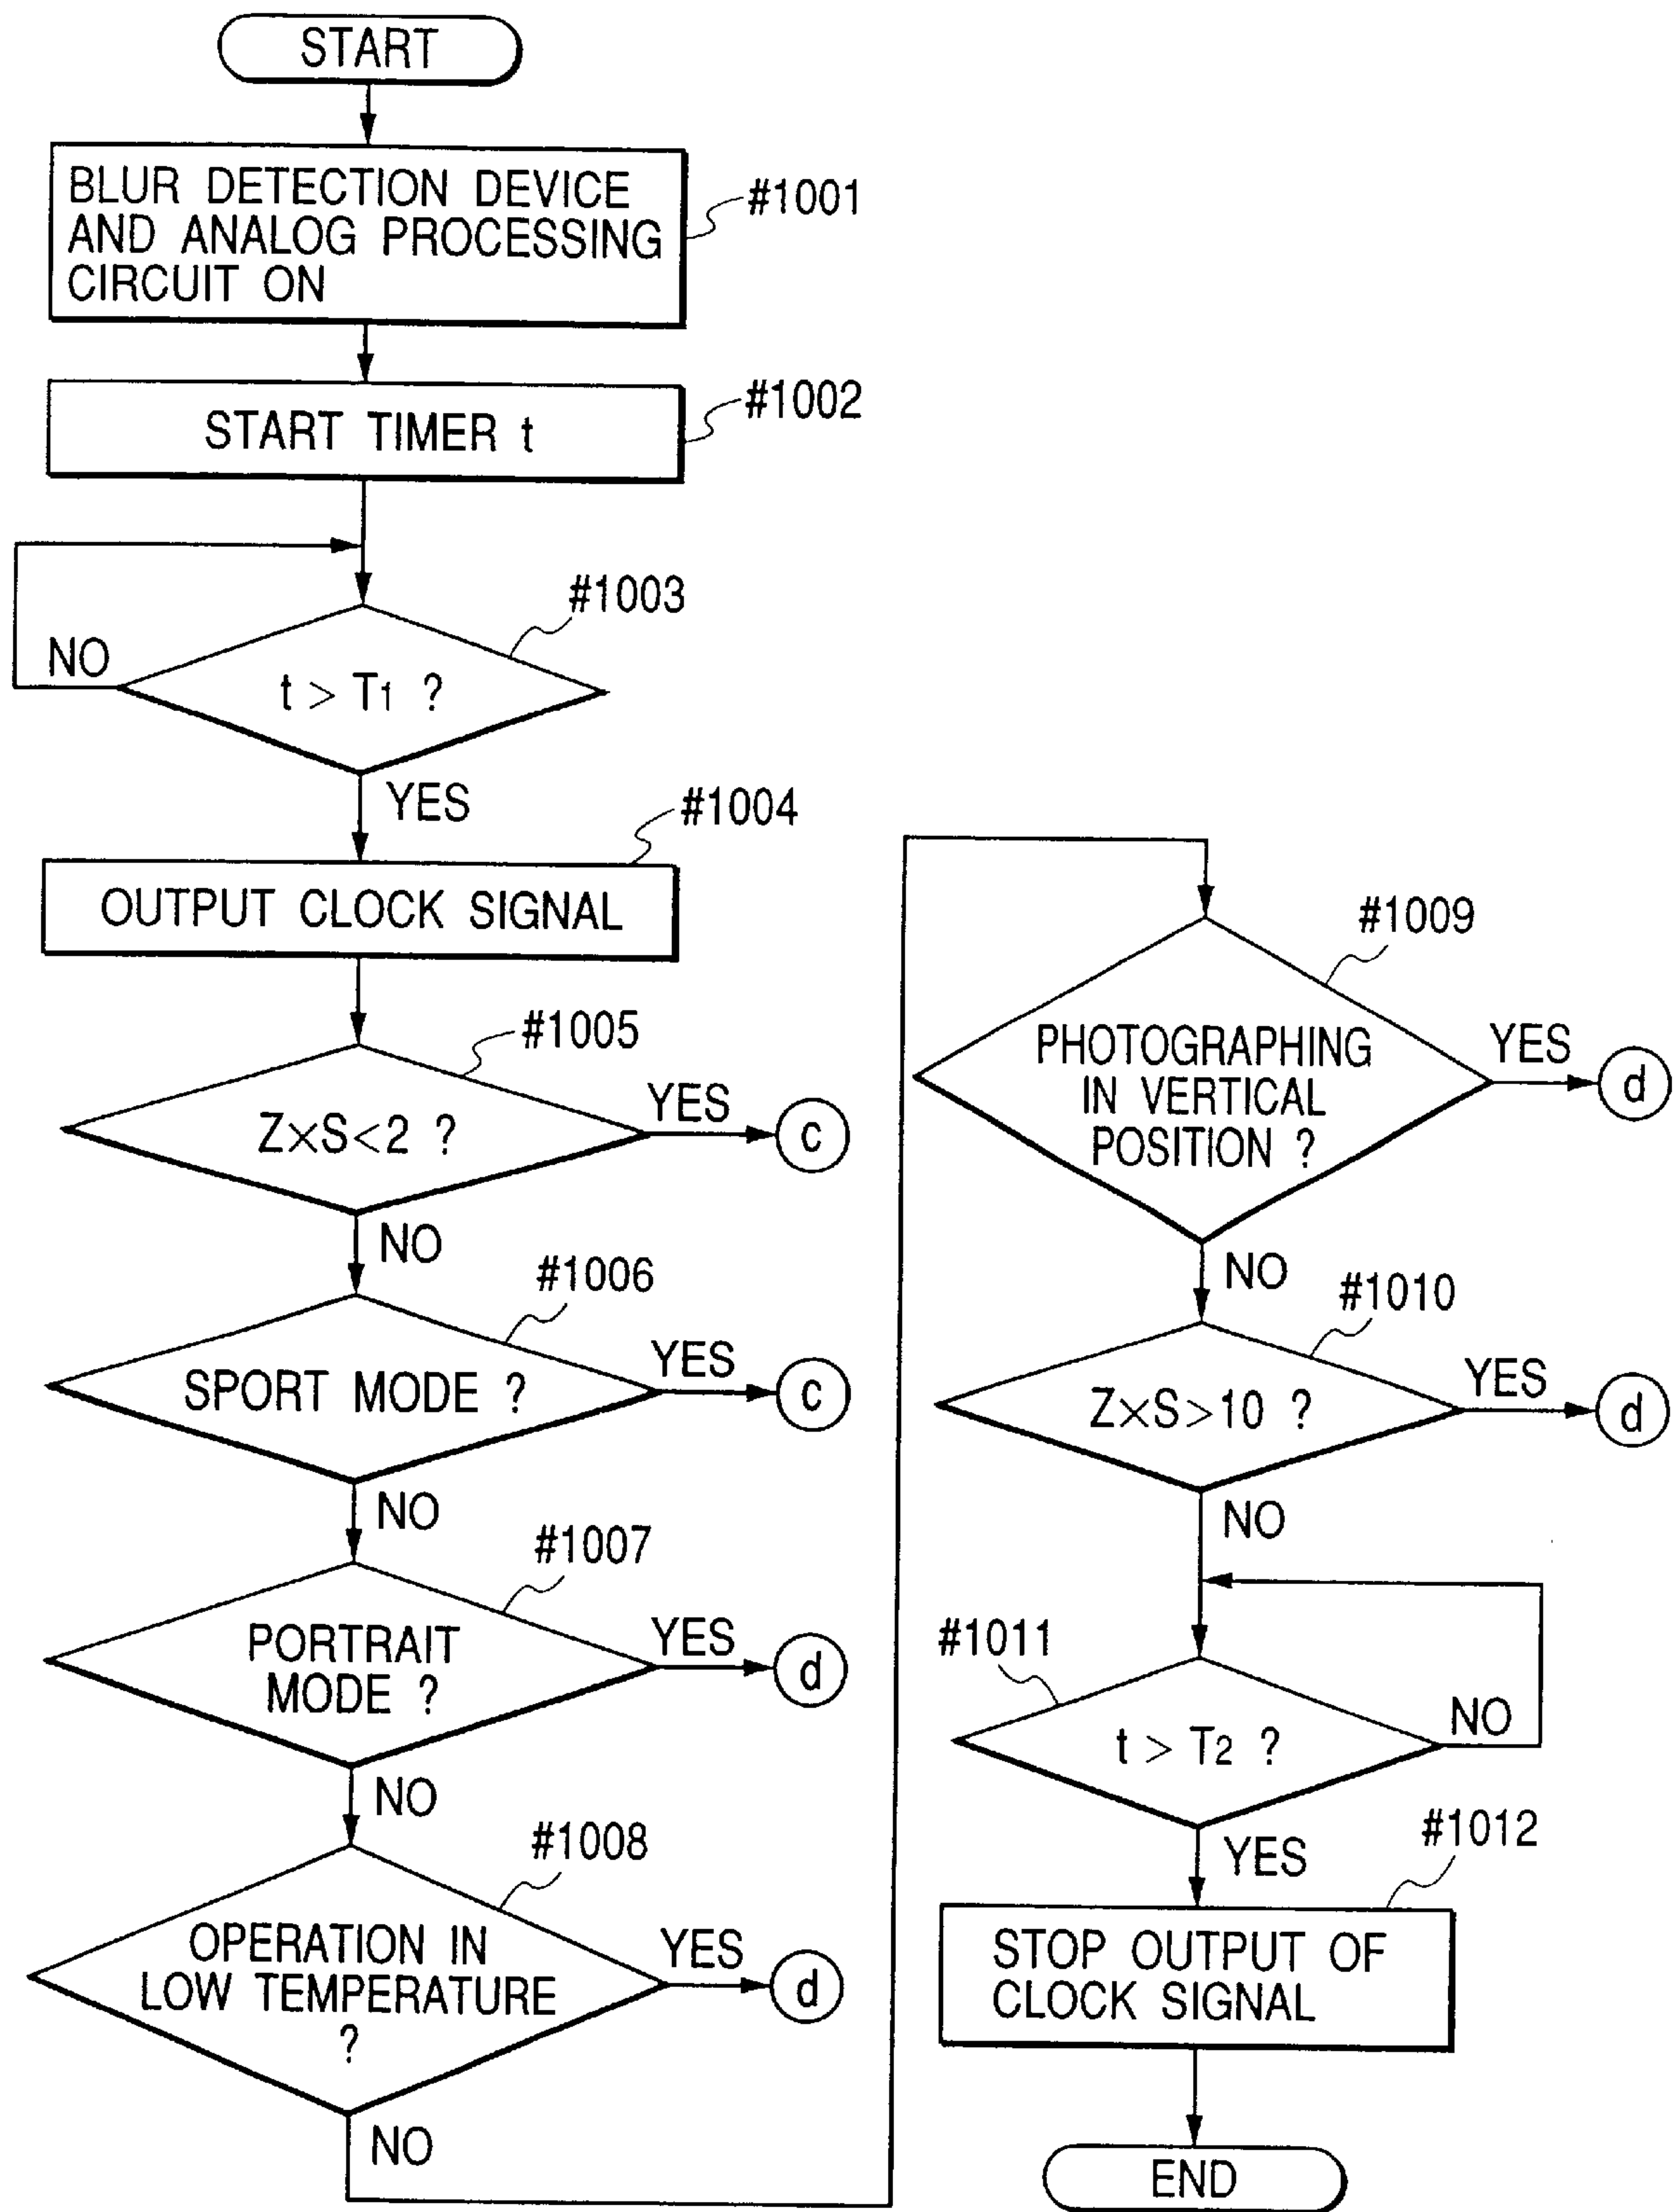 START
BLUR DETECTION DEVICE
AND ANALOG PROCESSING
CIRCUIT ON
#1001
START TIMER t
#1002
#1003
NO
t > T1 ?
YES
#1004
OUTPUT CLOCK SIGNAL
#1005
Z×S<2 ?
YES
c
NO
#1006
SPORT MODE ?
YES
c
NO
#1007
PORTRAIT
MODE ?
YES
d
NO
#1008
OPERATION IN
LOW TEMPERATURE
?
YES
d
NO
#1009
PHOTOGRAPHING
IN VERTICAL
POSITION ?
YES
d
NO
#1010
Z×S>10 ?
YES
d
NO
#1011
t > T2 ?
NO
YES
#1012
STOP OUTPUT OF
CLOCK SIGNAL
END